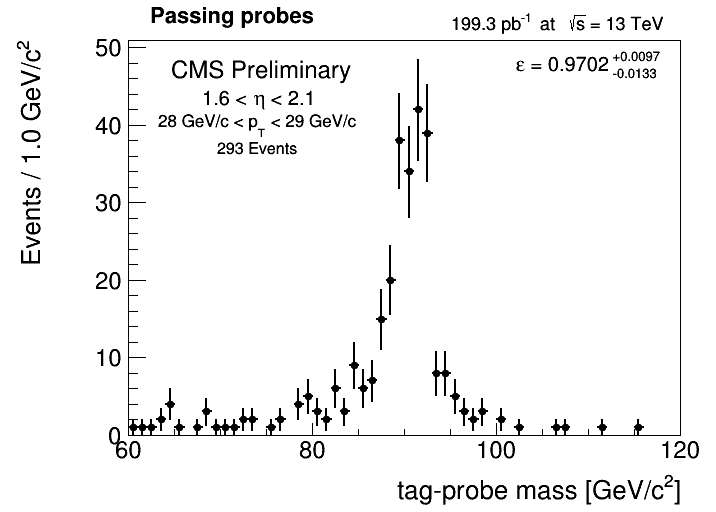 Passing probes
199.3 pb⁻¹ at √s = 13 TeV
CMS Preliminary
ε = 0.9702 +0.0097 -0.0133
1.6 < η < 2.1
28 GeV/c < p_T < 29 GeV/c
293 Events
Events / 1.0 GeV/c²
50
40
30
20
10
0
60 80 100 120
tag-probe mass [GeV/c²]